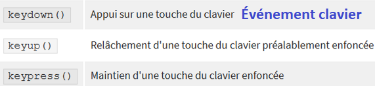 keydown() Appui sur une touche du clavier Événement clavier
keyup() Relâchement d'une touche du clavier préalablement enfoncée
keypress() Maintien d'une touche du clavier enfoncée